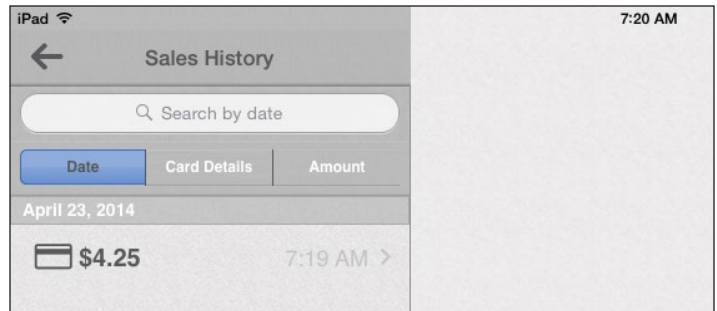 iPad 7:20 AM
Sales History
Search by date
Date Card Details Amount
April 23, 2014
$4.25 7:19 AM